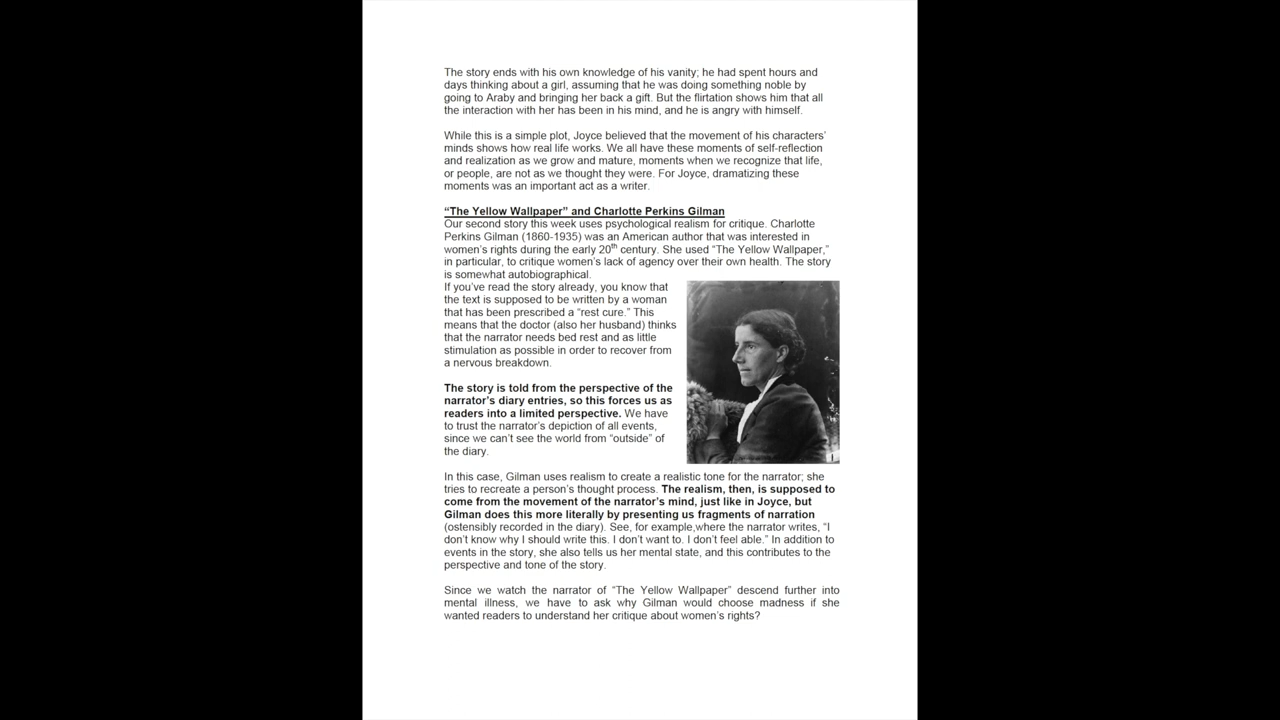 The story ends with his own knowledge of his vanity; he had spent hours and
days thinking about a girl, assuming that he was doing something noble by
going to Araby and bringing her back a gift. But the flirtation shows him that all
the interaction with her has been in his mind, and he is angry with himself.
While this is a simple plot, Joyce believed that the movement of his characters’
minds shows how real life works. We all have these moments of self-reflection
and realization as we grow and mature, moments when we recognize that life,
or people, are not as we thought they were. For Joyce, dramatizing these
moments was an important act as a writer.
“The Yellow Wallpaper” and Charlotte Perkins Gilman
Our second story this week uses psychological realism for critique. Charlotte
Perkins Gilman (1860-1935) was an American author that was interested in
women’s rights during the early 20th century. She used “The Yellow Wallpaper,”
in particular, to critique women’s lack of agency over their own health. The story
is somewhat autobiographical.
If you’ve read the story already, you know that
the text is supposed to be written by a woman
that has been prescribed a “rest cure.” This
means that the doctor (also her husband) thinks
that the narrator needs bed rest and as little
stimulation as possible in order to recover from
a nervous breakdown.
The story is told from the perspective of the
narrator’s diary entries, so this forces us as
readers into a limited perspective. We have
to trust the narrator’s depiction of all events,
since we can’t see the world from “outside” of
the diary.
In this case, Gilman uses realism to create a realistic tone for the narrator; she
tries to recreate a person’s thought process. The realism, then, is supposed to
come from the movement of the narrator’s mind, just like in Joyce, but
Gilman does this more literally by presenting us fragments of narration
(ostensibly recorded in the diary). See, for example,where the narrator writes, “I
don’t know why I should write this. I don’t want to. I don’t feel able.” In addition to
events in the story, she also tells us her mental state, and this contributes to the
perspective and tone of the story.
Since we watch the narrator of “The Yellow Wallpaper” descend further into
mental illness, we have to ask why Gilman would choose madness if she
wanted readers to understand her critique about women’s rights?